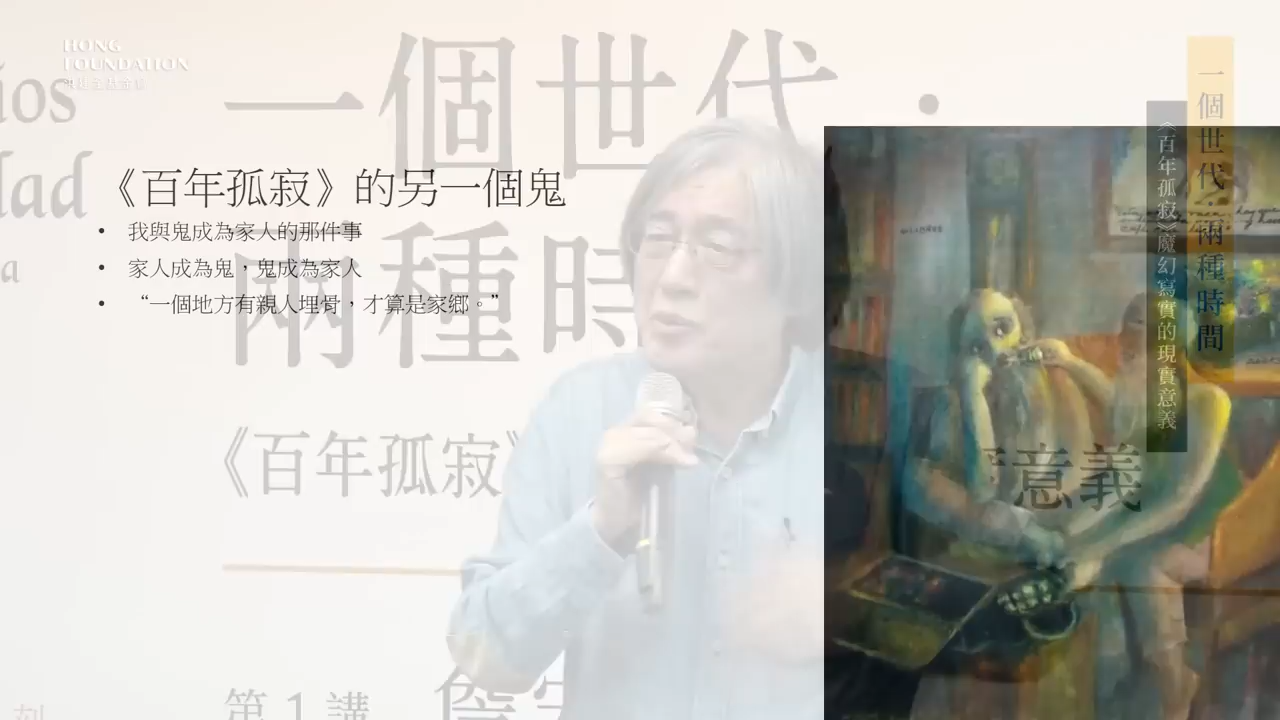 HONG
FOUNDATION
一個世代・
兩種時
《百年孤寂》
意義
第1講
ios
dad
a
刻
《百年孤寂》的另一個鬼
• 我與鬼成為家人的那件事
• 家人成為鬼，鬼成為家人
• “一個地方有親人埋骨，才算是家鄉。”
一個世代・兩種時間
《百年孤寂》魔幻寫實的現實意義